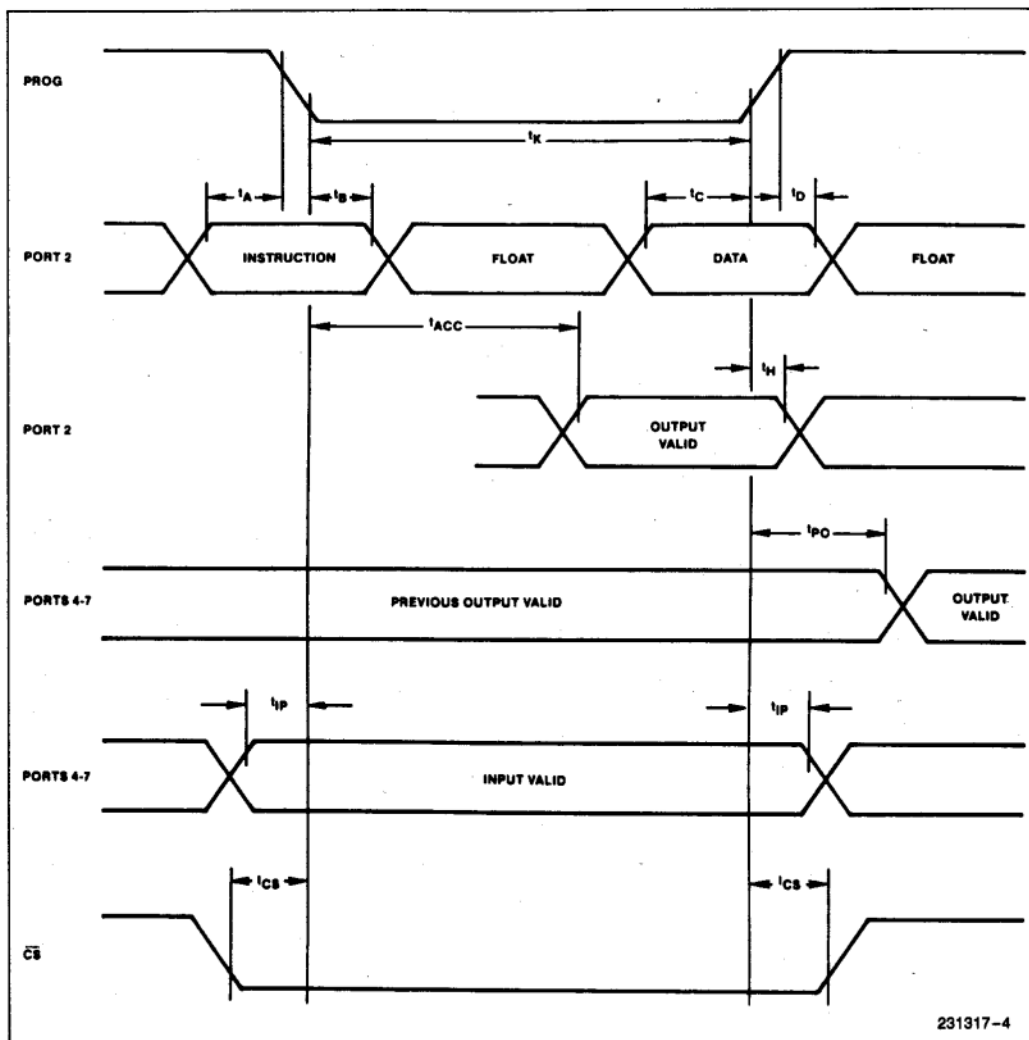 PROG
tK
tA
tB
tC
tD
PORT 2
INSTRUCTION
FLOAT
DATA
FLOAT
tACC
tH
PORT 2
OUTPUT
VALID
tPO
PORTS 4-7
PREVIOUS OUTPUT VALID
OUTPUT
VALID
tIP
tIP
PORTS 4-7
INPUT VALID
tCS
tCS
C̅S̅
231317-4